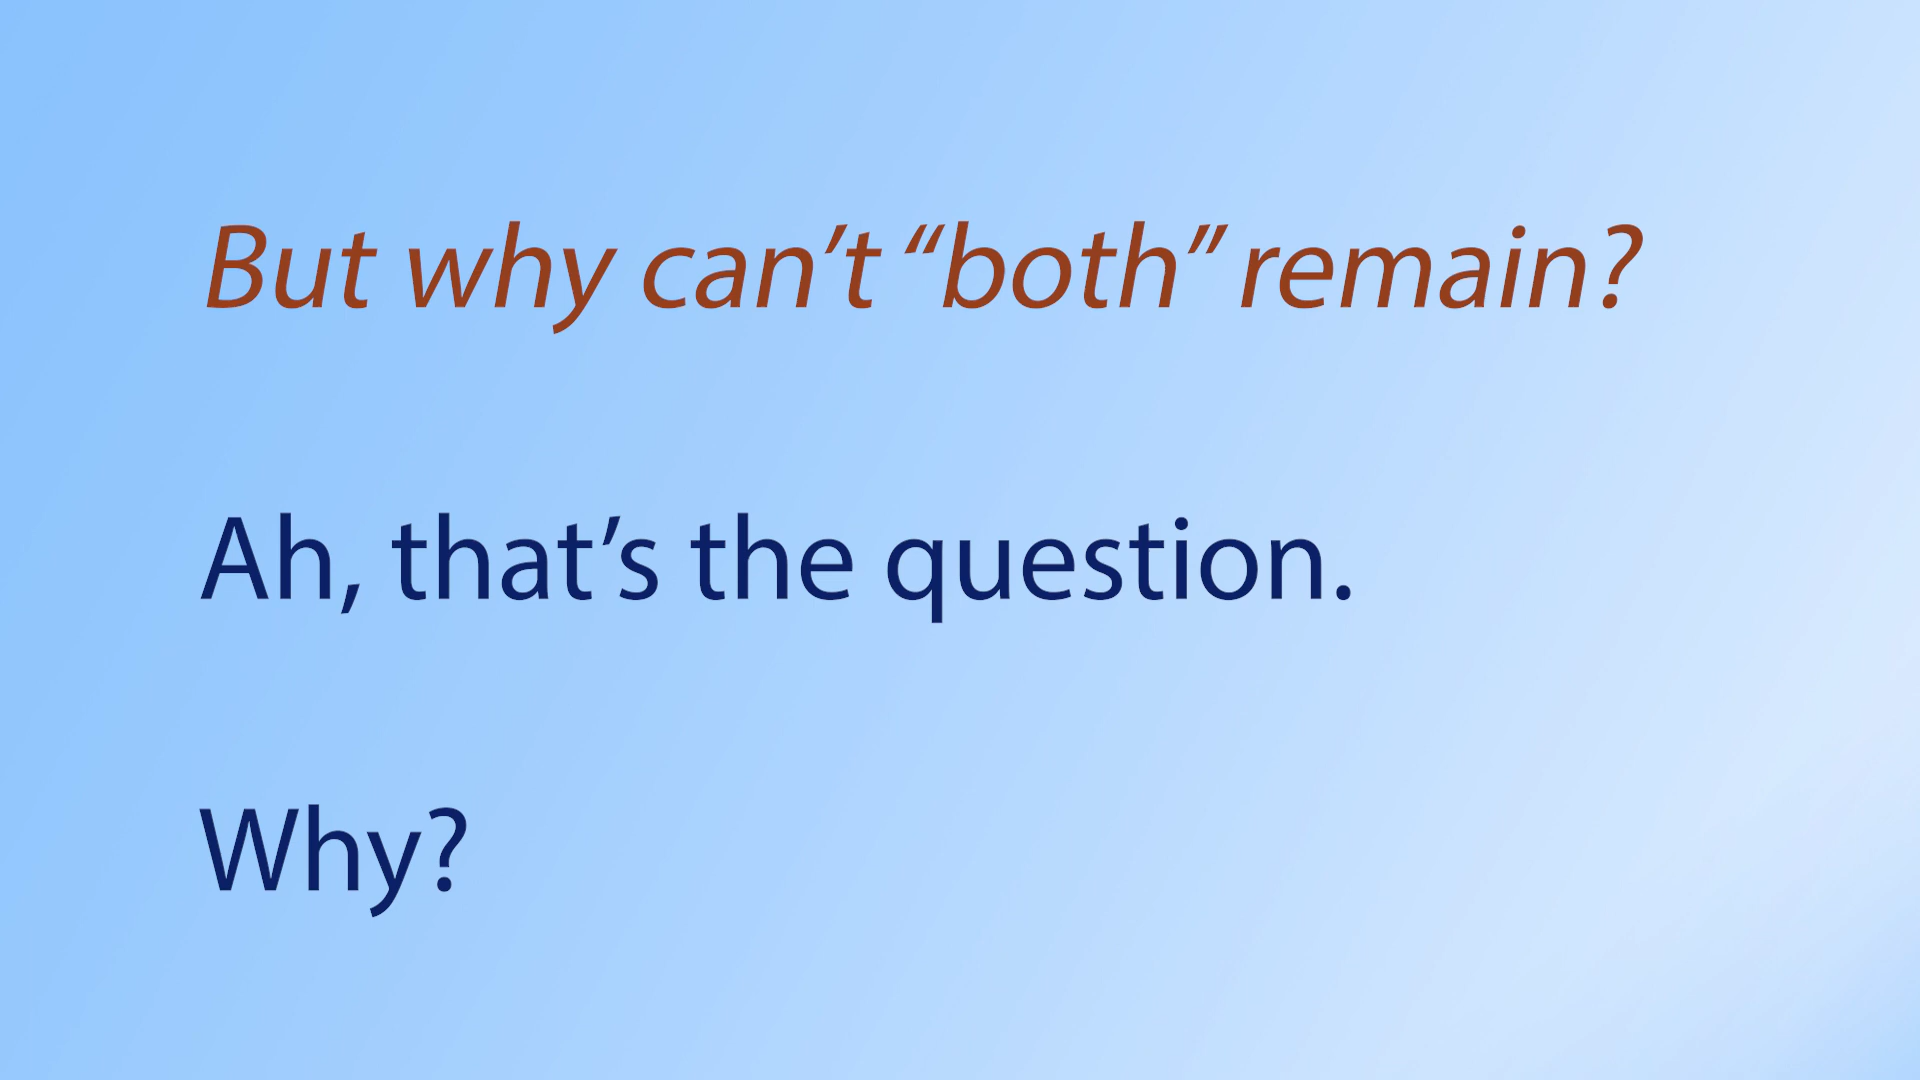 But why can’t “both” remain?
Ah, that’s the question.
Why?